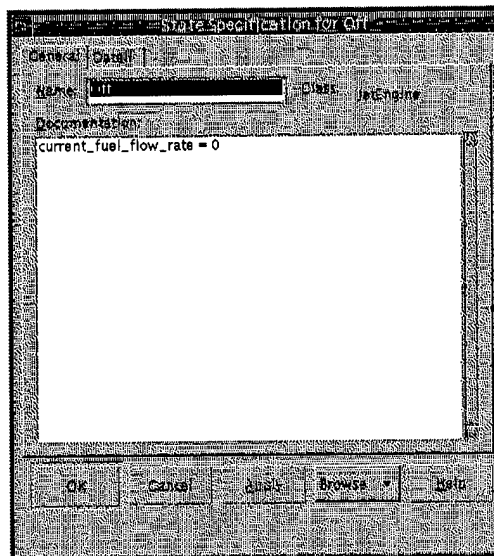 State Specification for Off
General Detail
Name: Off Class: JetEngine
Documentation:
current_fuel_flow_rate = 0
OK Cancel Apply Browse Help